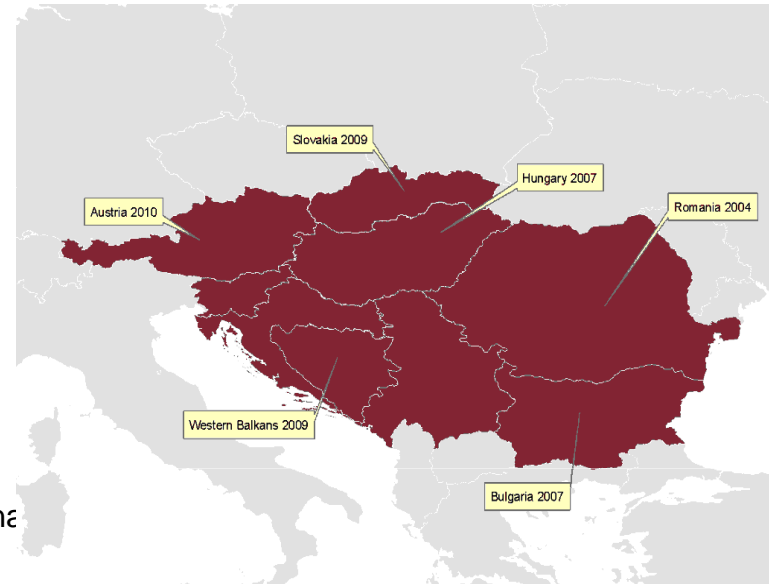 Slovakia 2009
Hungary 2007
Austria 2010
Romania 2004
Western Balkans 2009
Bulgaria 2007